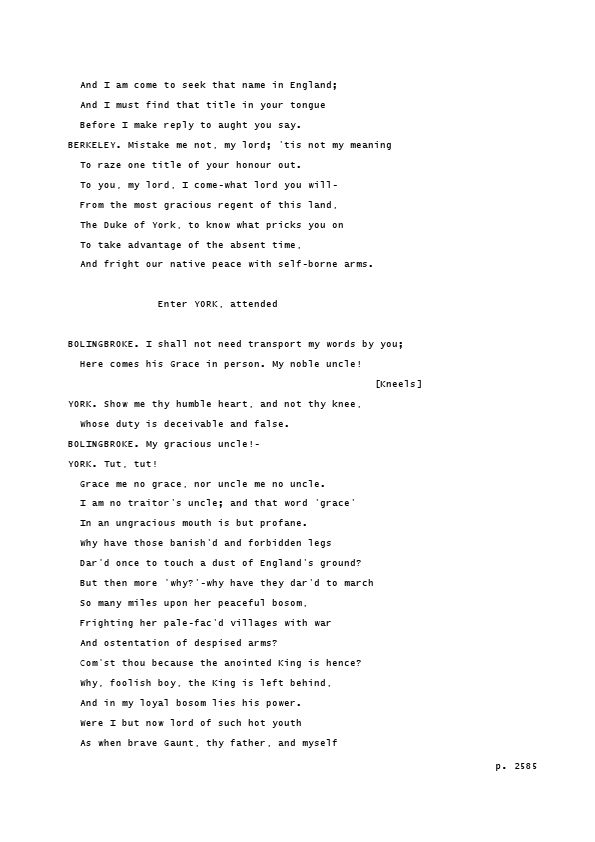 And I am come to seek that name in England;
And I must find that title in your tongue
Before I make reply to aught you say.
BERKELEY. Mistake me not, my lord; 'tis not my meaning
To raze one title of your honour out.
To you, my lord, I come-what lord you will-
From the most gracious regent of this land,
The Duke of York, to know what pricks you on
To take advantage of the absent time,
And fright our native peace with self-borne arms.
Enter YORK, attended
BOLINGBROKE. I shall not need transport my words by you;
Here comes his Grace in person. My noble uncle!
[Kneels]
YORK. Show me thy humble heart, and not thy knee,
Whose duty is deceivable and false.
BOLINGBROKE. My gracious uncle!-
YORK. Tut, tut!
Grace me no grace, nor uncle me no uncle.
I am no traitor's uncle; and that word 'grace'
In an ungracious mouth is but profane.
Why have those banish'd and forbidden legs
Dar'd once to touch a dust of England's ground?
But then more 'why?'-why have they dar'd to march
So many miles upon her peaceful bosom,
Frighting her pale-fac'd villages with war
And ostentation of despised arms?
Com'st thou because the anointed King is hence?
Why, foolish boy, the King is left behind,
And in my loyal bosom lies his power.
Were I but now lord of such hot youth
As when brave Gaunt, thy father, and myself
p. 2585